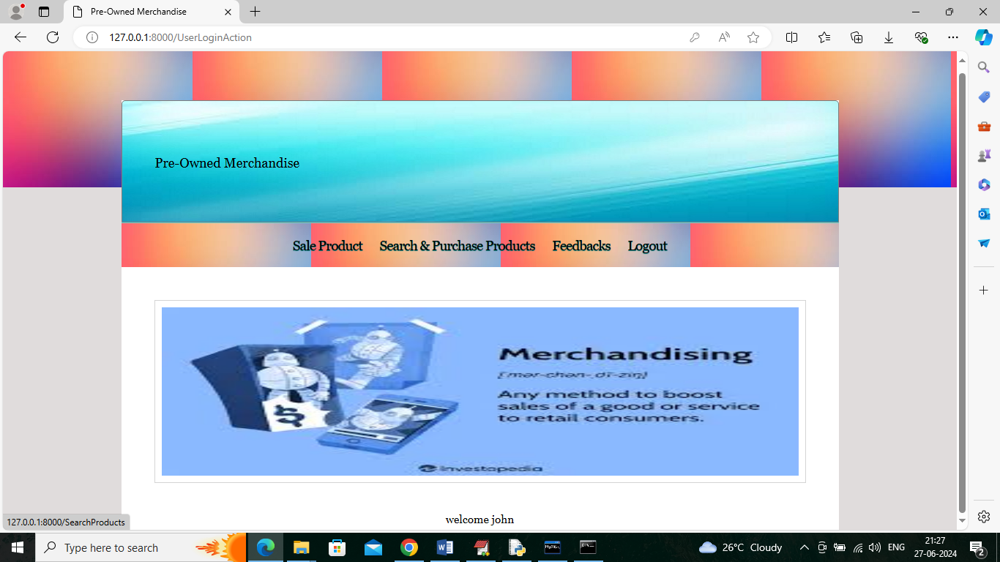 Pre-Owned Merchandise
127.0.0.1:8000/UserLoginAction
Pre-Owned Merchandise
Sale Product Search & Purchase Products Feedbacks Logout
Merchandising
[mər-chən-ˌdī-ziŋ]
Any method to boost
sales of a good or service
to retail consumers.
Investopedia
welcome john
127.0.0.1:8000/SearchProducts
Type here to search
26°C Cloudy
ENG
21:27
27-06-2024
2